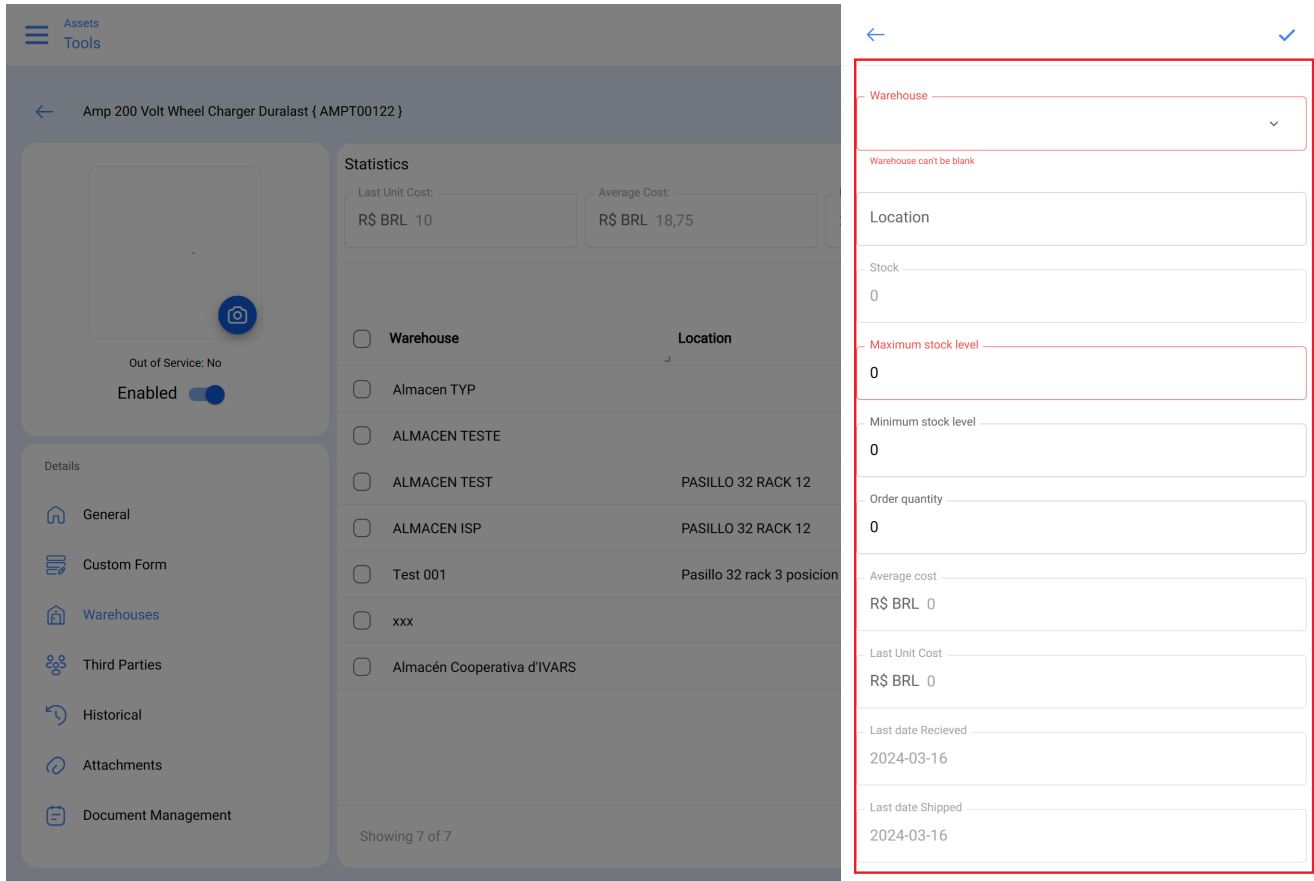 Assets
Tools
Amp 200 Volt Wheel Charger Duralast { AMPT00122 }
-
Out of Service: No
Enabled
Details
General
Custom Form
Warehouses
Third Parties
Historical
Attachments
Document Management
Statistics
Last Unit Cost:
R$ BRL 10
Average Cost:
R$ BRL 18,75
Warehouse Location
Almacen TYP
ALMACEN TESTE
ALMACEN TEST PASILLO 32 RACK 12
ALMACEN ISP PASILLO 32 RACK 12
Test 001 Pasillo 32 rack 3 posicion
xxx
Almacén Cooperativa d'IVARS
Showing 7 of 7
Warehouse
Warehouse can't be blank
Location
Stock
0
Maximum stock level
0
Minimum stock level
0
Order quantity
0
Average cost
R$ BRL 0
Last Unit Cost
R$ BRL 0
Last date Recieved
2024-03-16
Last date Shipped
2024-03-16